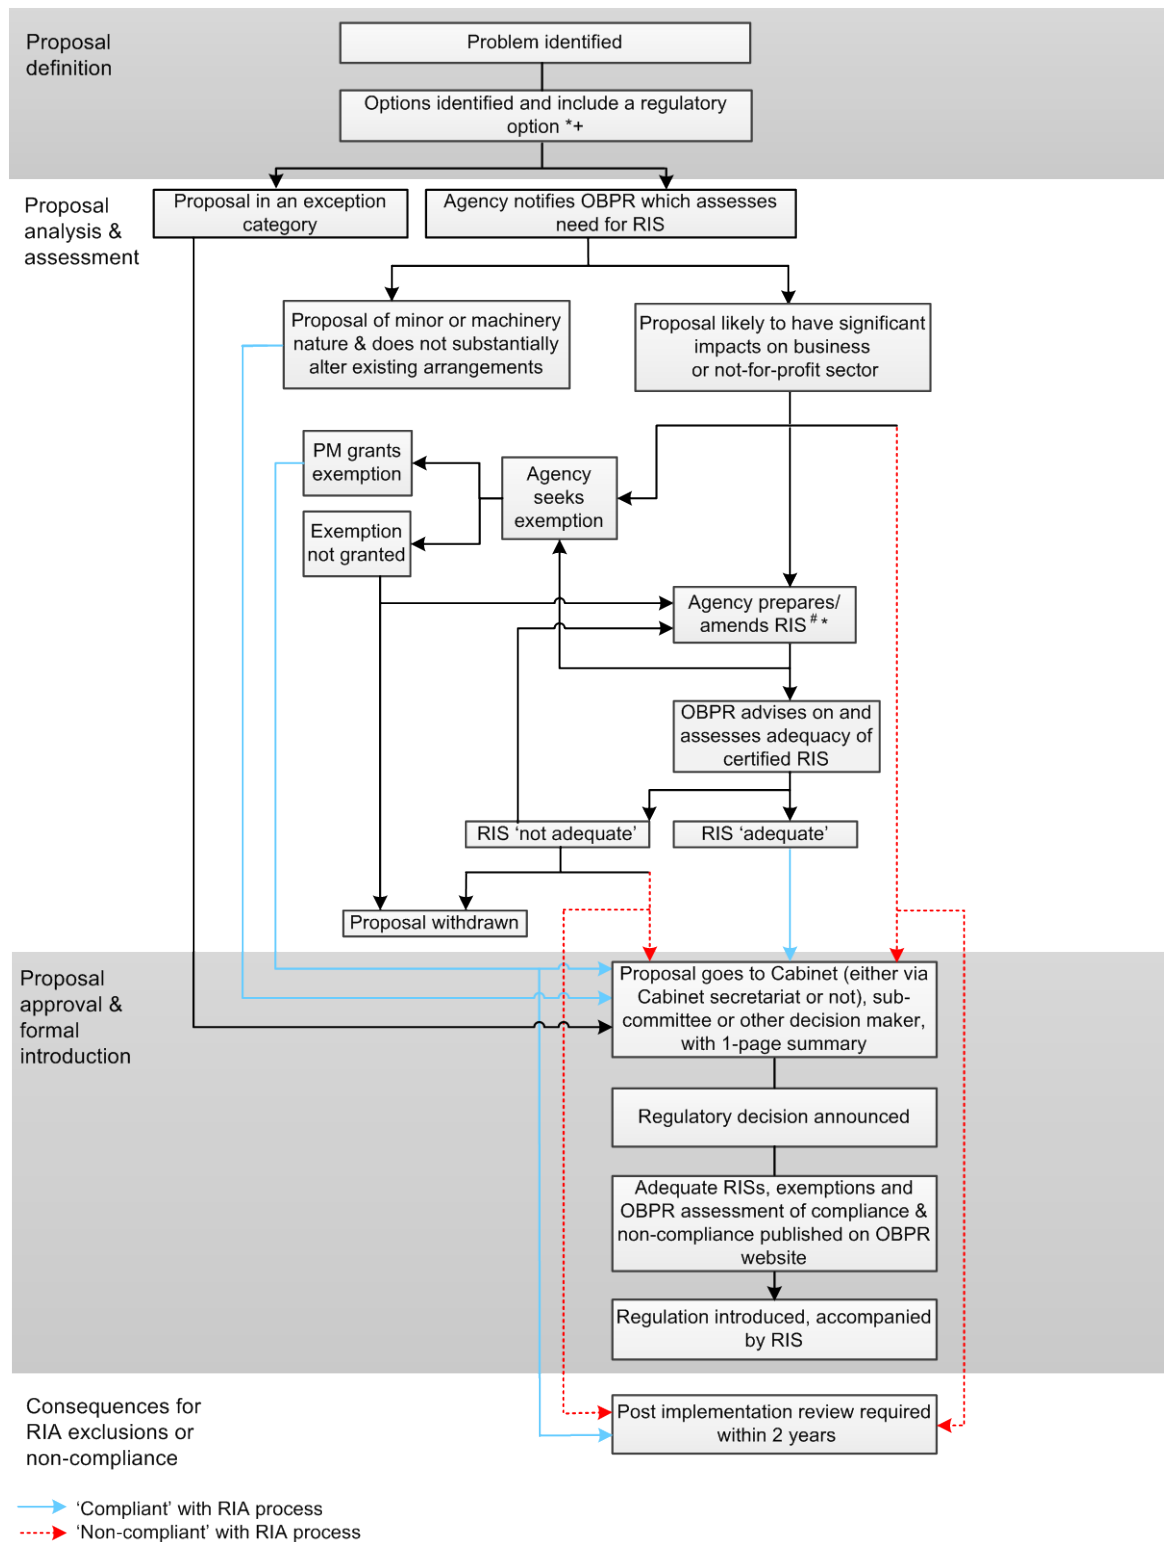 Proposal
definition
Problem identified
Options identified and include a regulatory
option *+
Proposal
analysis &
assessment
Proposal in an exception
category
Agency notifies OBPR which assesses
need for RIS
Proposal of minor or machinery
nature & does not substantially
alter existing arrangements
Proposal likely to have significant
impacts on business
or not-for-profit sector
PM grants
exemption
Agency
seeks
exemption
Exemption
not granted
Agency prepares/
amends RIS # *
OBPR advises on and
assesses adequacy of
certified RIS
RIS ‘not adequate’
RIS ‘adequate’
Proposal withdrawn
Proposal
approval &
formal
introduction
Proposal goes to Cabinet (either via
Cabinet secretariat or not), sub-
committee or other decision maker,
with 1-page summary
Regulatory decision announced
Adequate RISs, exemptions and
OBPR assessment of compliance &
non-compliance published on OBPR
website
Regulation introduced, accompanied
by RIS
Consequences for
RIA exclusions or
non-compliance
Post implementation review required
within 2 years
‘Compliant’ with RIA process
‘Non-compliant’ with RIA process